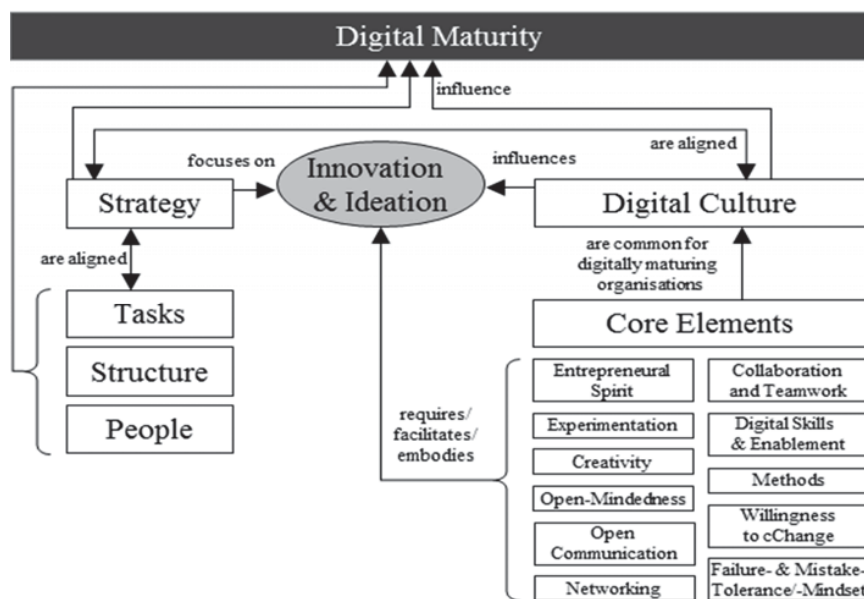 Digital Maturity
influence
are aligned
focuses on
Innovation
& Ideation
influences
Strategy
Digital Culture
are aligned
are common for
digitally maturing
organisations
Tasks
Structure
People
Core Elements
requires/
facilitates/
embodies
Entrepreneural
Spirit
Experimentation
Creativity
Open-Mindedness
Open
Communication
Networking
Collaboration
and Teamwork
Digital Skills
& Enablement
Methods
Willingness
to cChange
Failure- & Mistake-
Tolerance/-Mindset